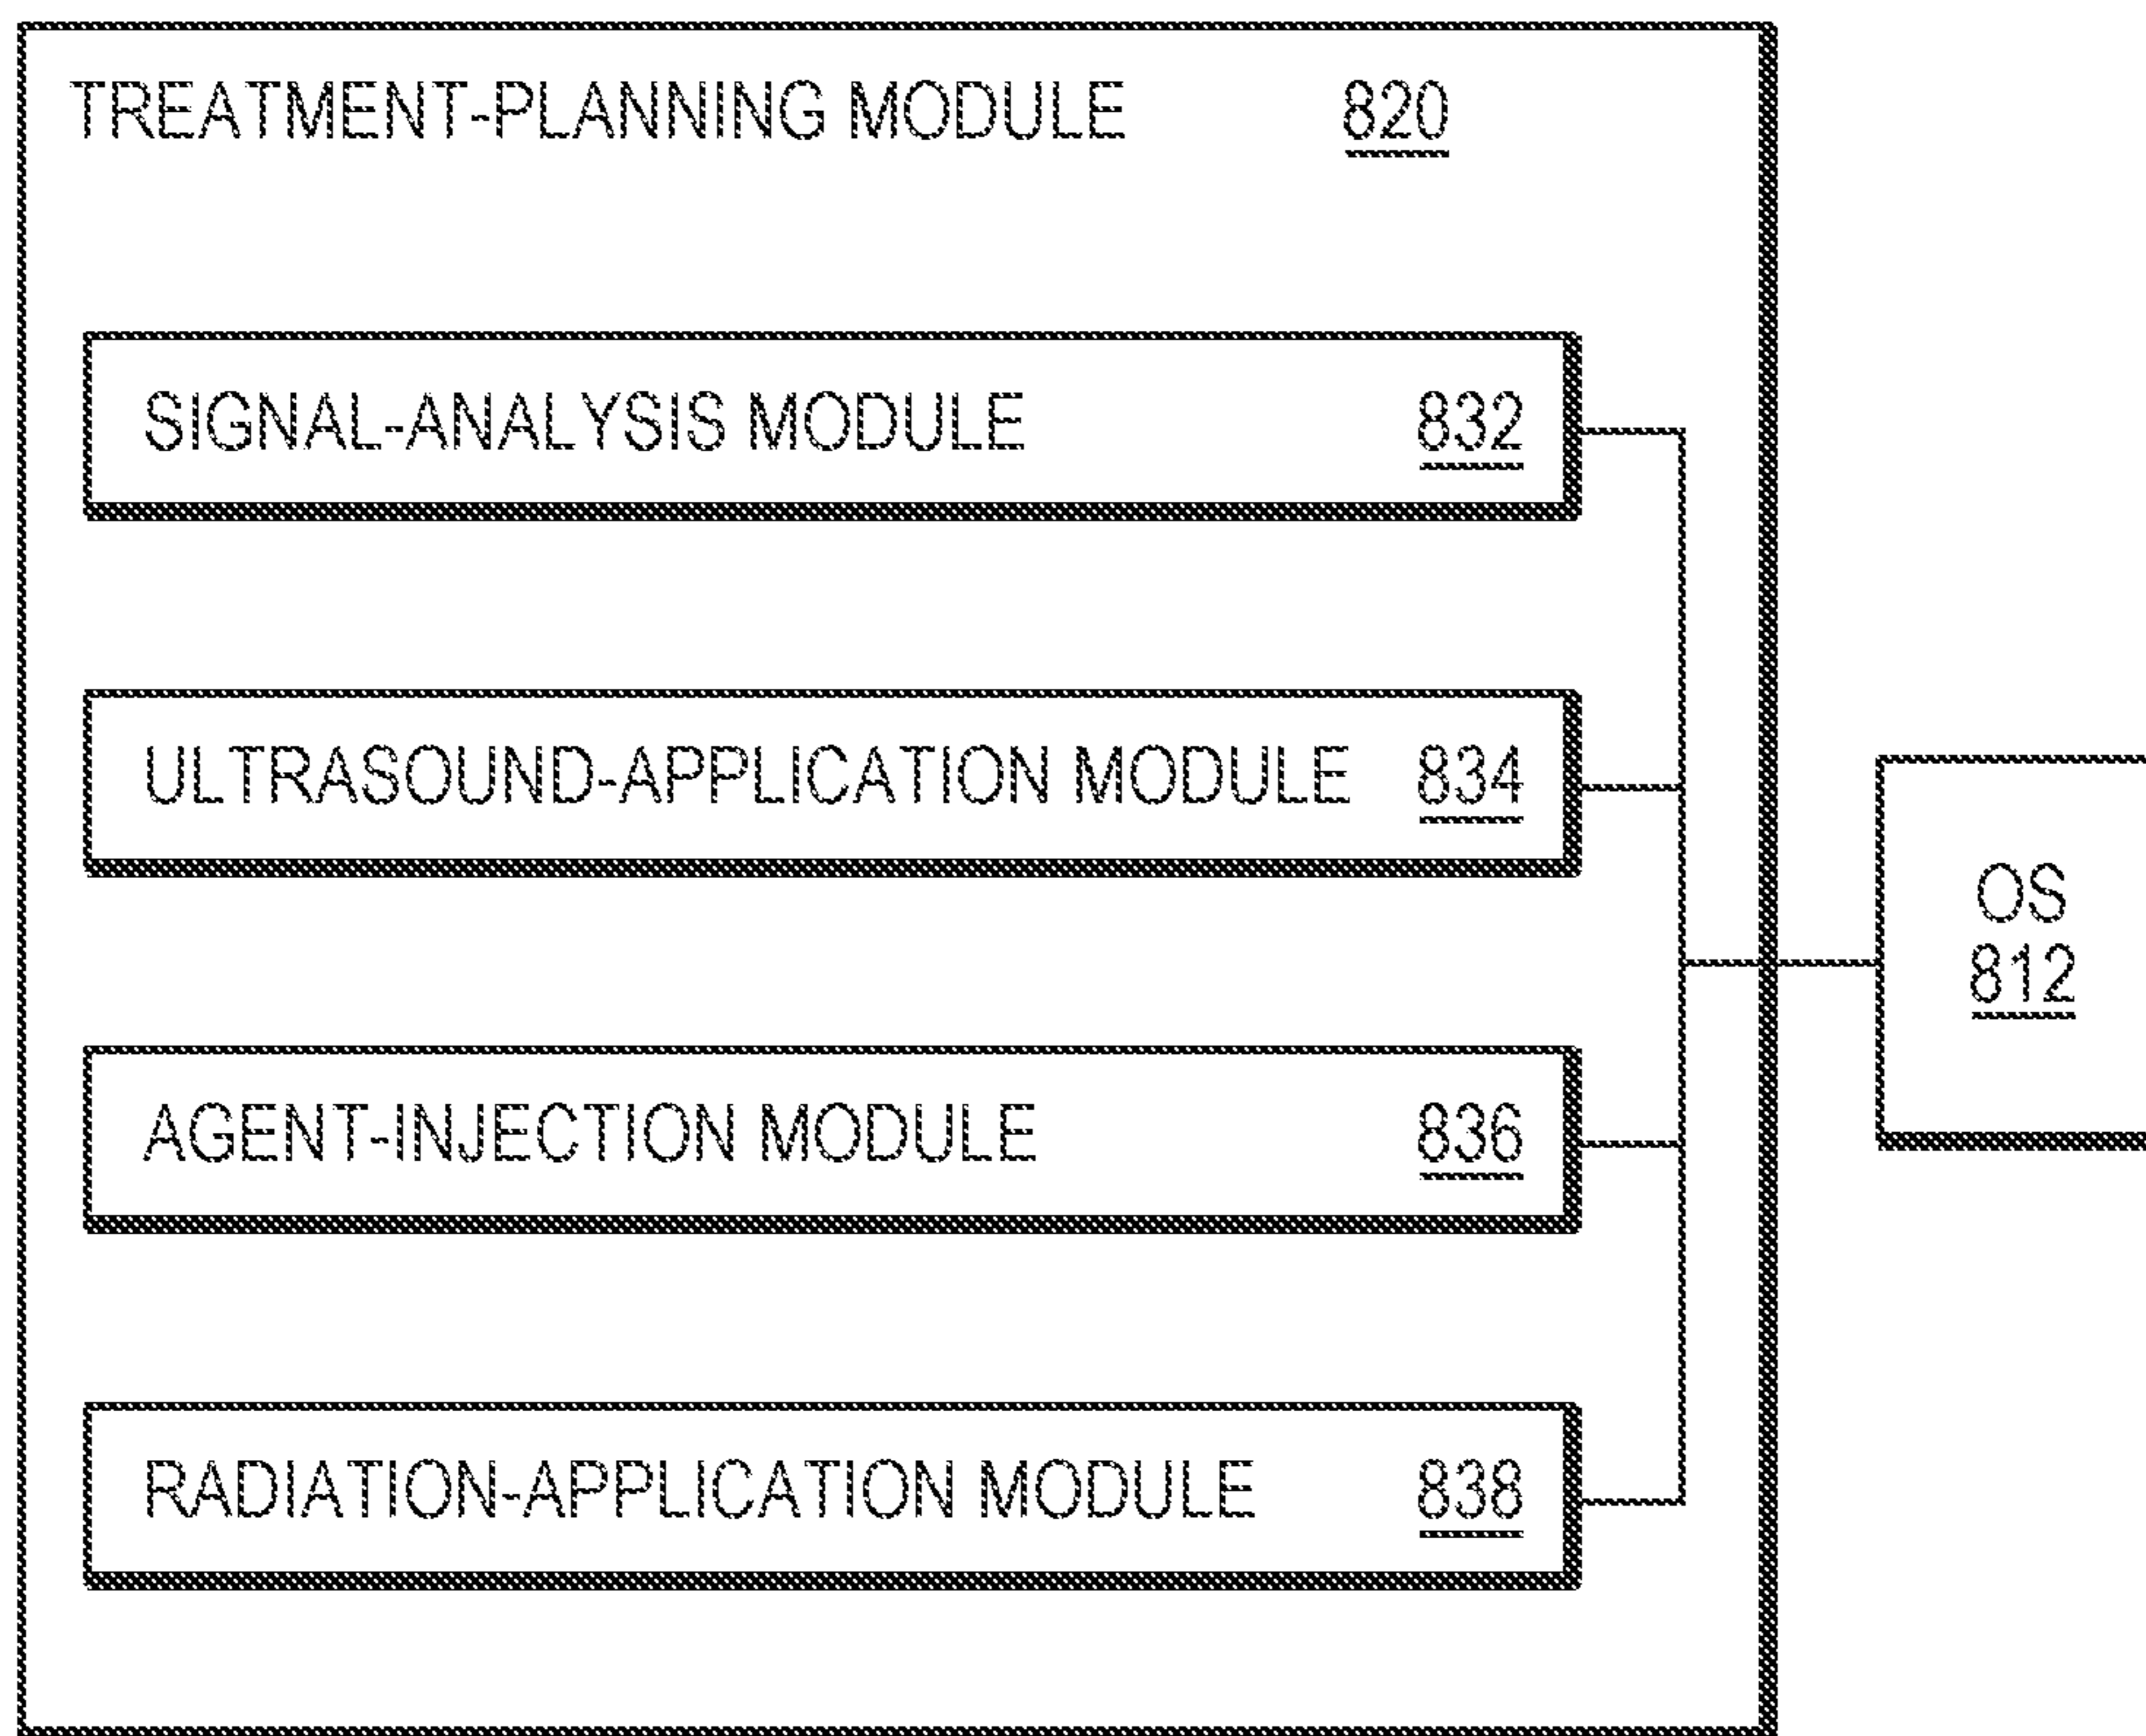 TREATMENT-PLANNING MODULE 820
SIGNAL-ANALYSIS MODULE 832
ULTRASOUND-APPLICATION MODULE 834
OS
812
AGENT-INJECTION MODULE 836
RADIATION-APPLICATION MODULE 838